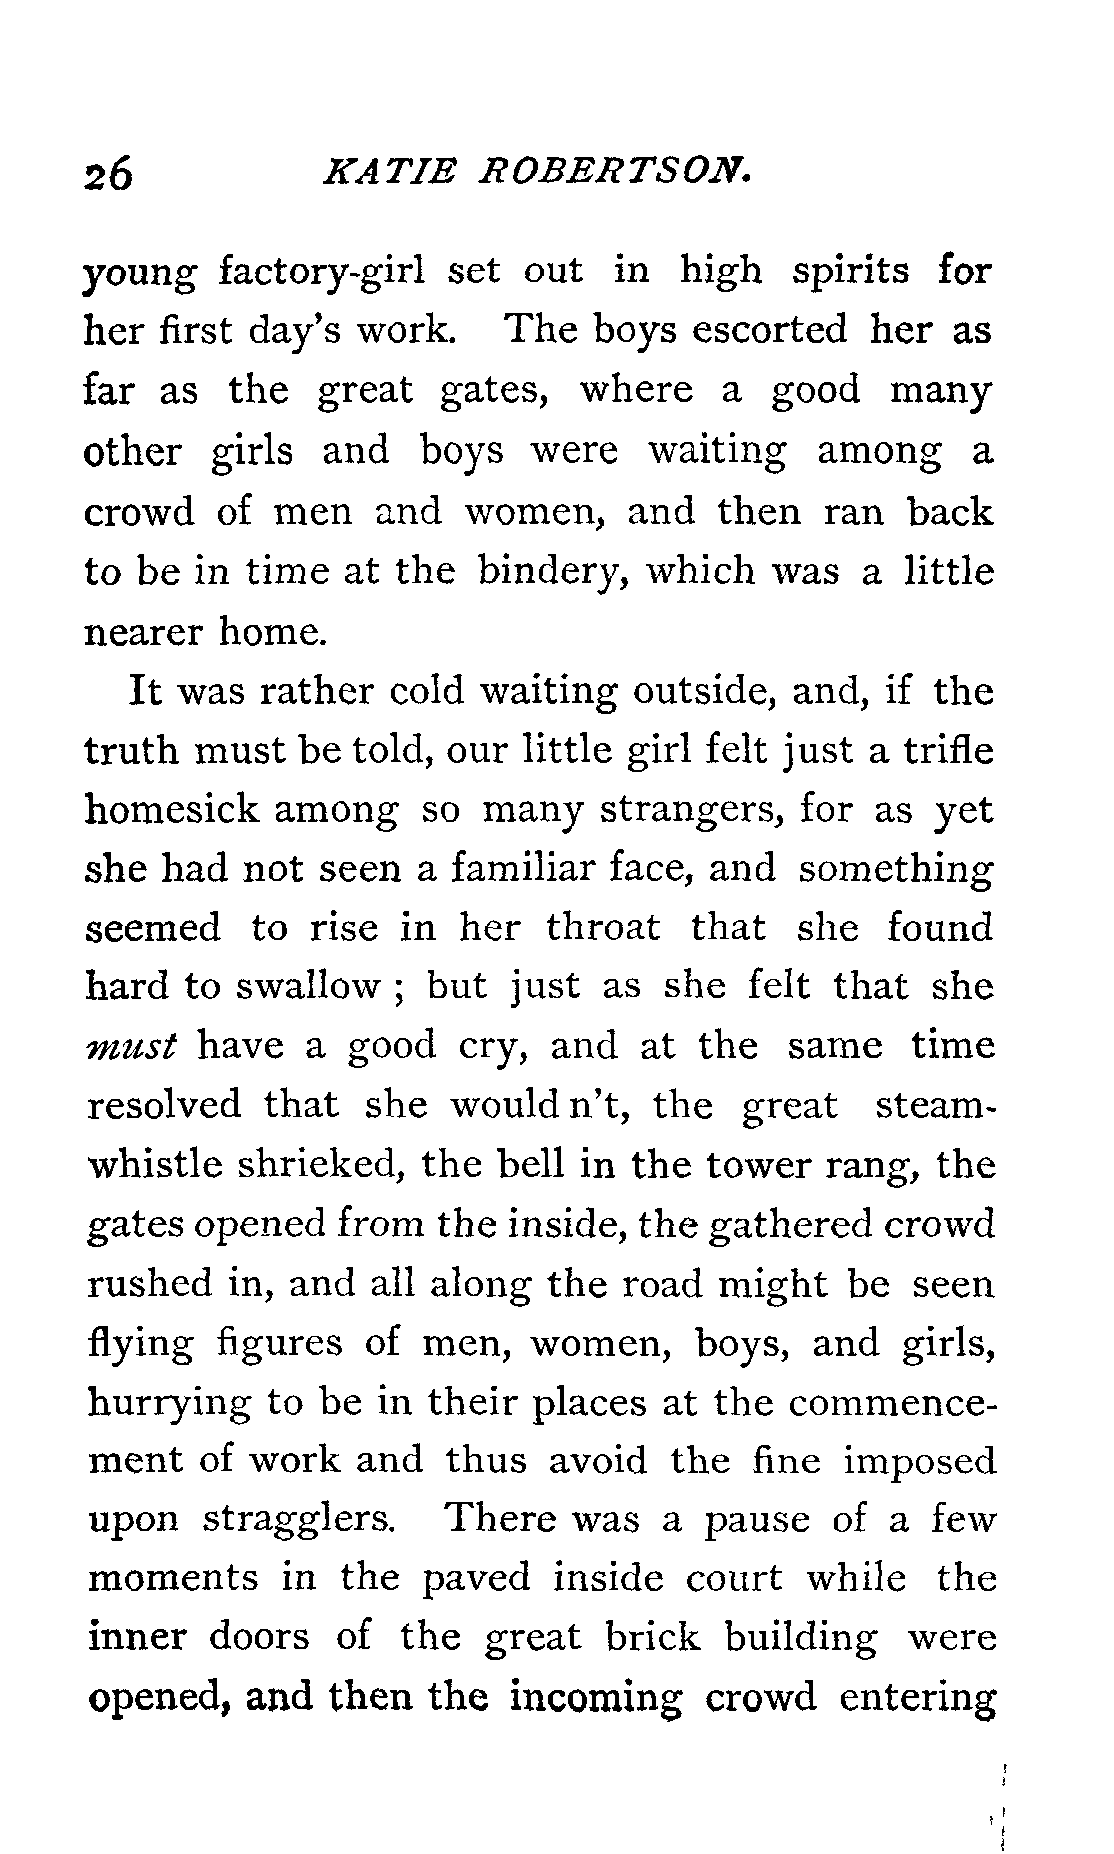 26 KATIE ROBERTSON.
young factory-girl set out in high spirits for
her first day's work. The boys escorted her as
far as the great gates, where a good many
other girls and boys were waiting among a
crowd of men and women, and then ran back
to be in time at the bindery, which was a little
nearer home.
It was rather cold waiting outside, and, if the
truth must be told, our little girl felt just a trifle
homesick among so many strangers, for as yet
she had not seen a familiar face, and something
seemed to rise in her throat that she found
hard to swallow ; but just as she felt that she
must have a good cry, and at the same time
resolved that she would n't, the great steam-
whistle shrieked, the bell in the tower rang, the
gates opened from the inside, the gathered crowd
rushed in, and all along the road might be seen
flying figures of men, women, boys, and girls,
hurrying to be in their places at the commence-
ment of work and thus avoid the fine imposed
upon stragglers. There was a pause of a few
moments in the paved inside court while the
inner doors of the great brick building were
opened, and then the incoming crowd entering